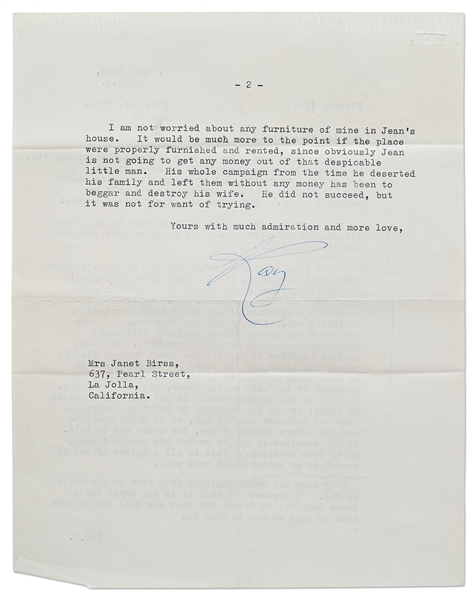 - 2 -
I am not worried about any furniture of mine in Jean's
house. It would be much more to the point if the place
were properly furnished and rented, since obviously Jean
is not going to get any money out of that despicable
little man. His whole campaign from the time he deserted
his family and left them without any money has been to
beggar and destroy his wife. He did not succeed, but
it was not for want of trying.
Yours with much admiration and more love,
Ray
Mrs Janet Birss,
637, Pearl Street,
La Jolla,
California.